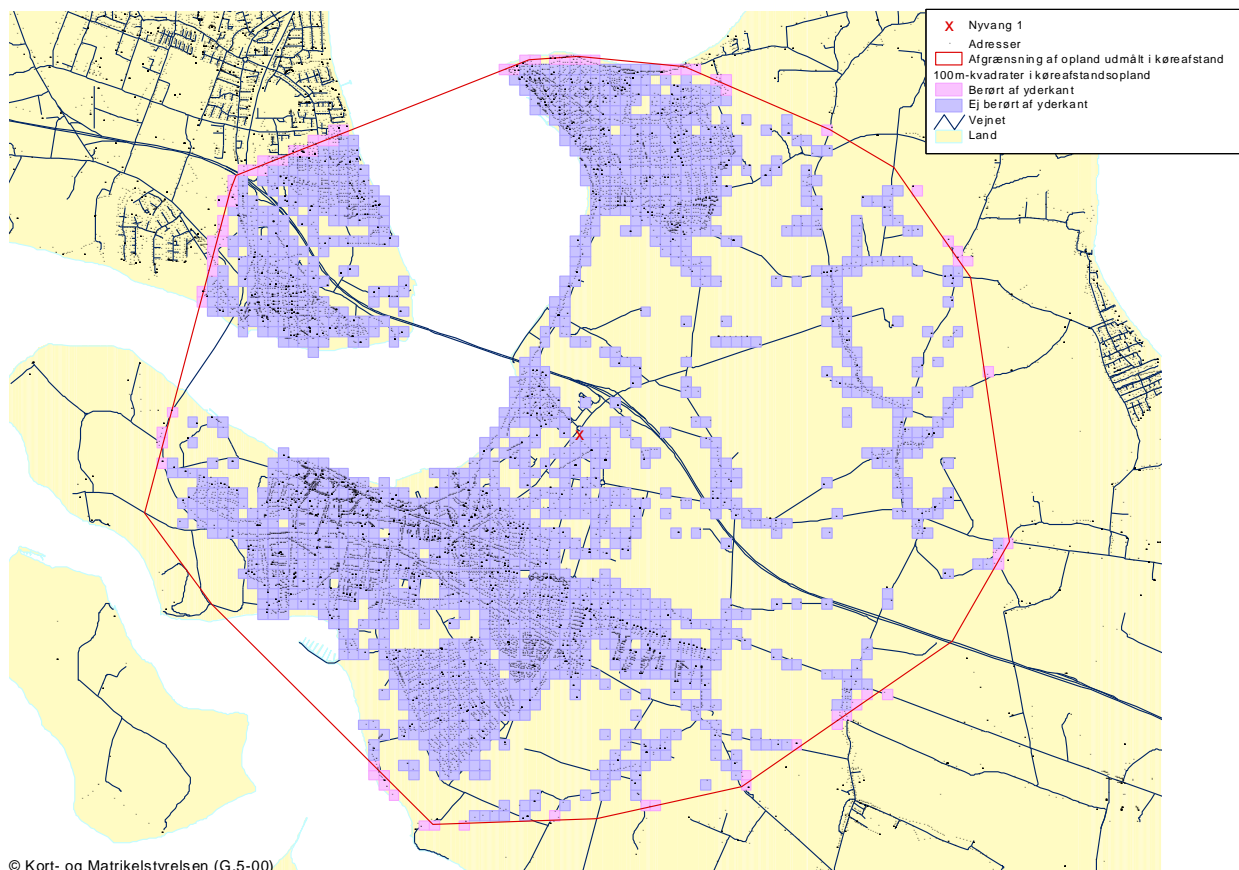 X Nyvang 1
Adresser
Afgrænsning af opland udmålt i køreafstand
100m-kvadrater i køreafstandsopland
Berørt af yderkant
Ej berørt af yderkant
Vejnet
Land
X
© Kort- og Matrikelstyrelsen (G.5-00)